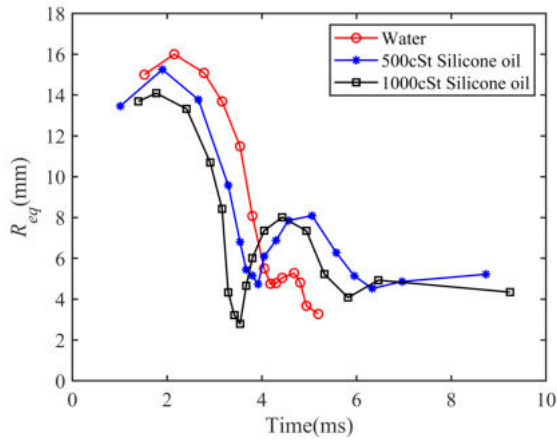 18
16
14
12
10
8
6
4
2
0
R_eq(mm)
Water
500cSt Silicone oil
1000cSt Silicone oil
0 2 4 6 8 10
Time(ms)